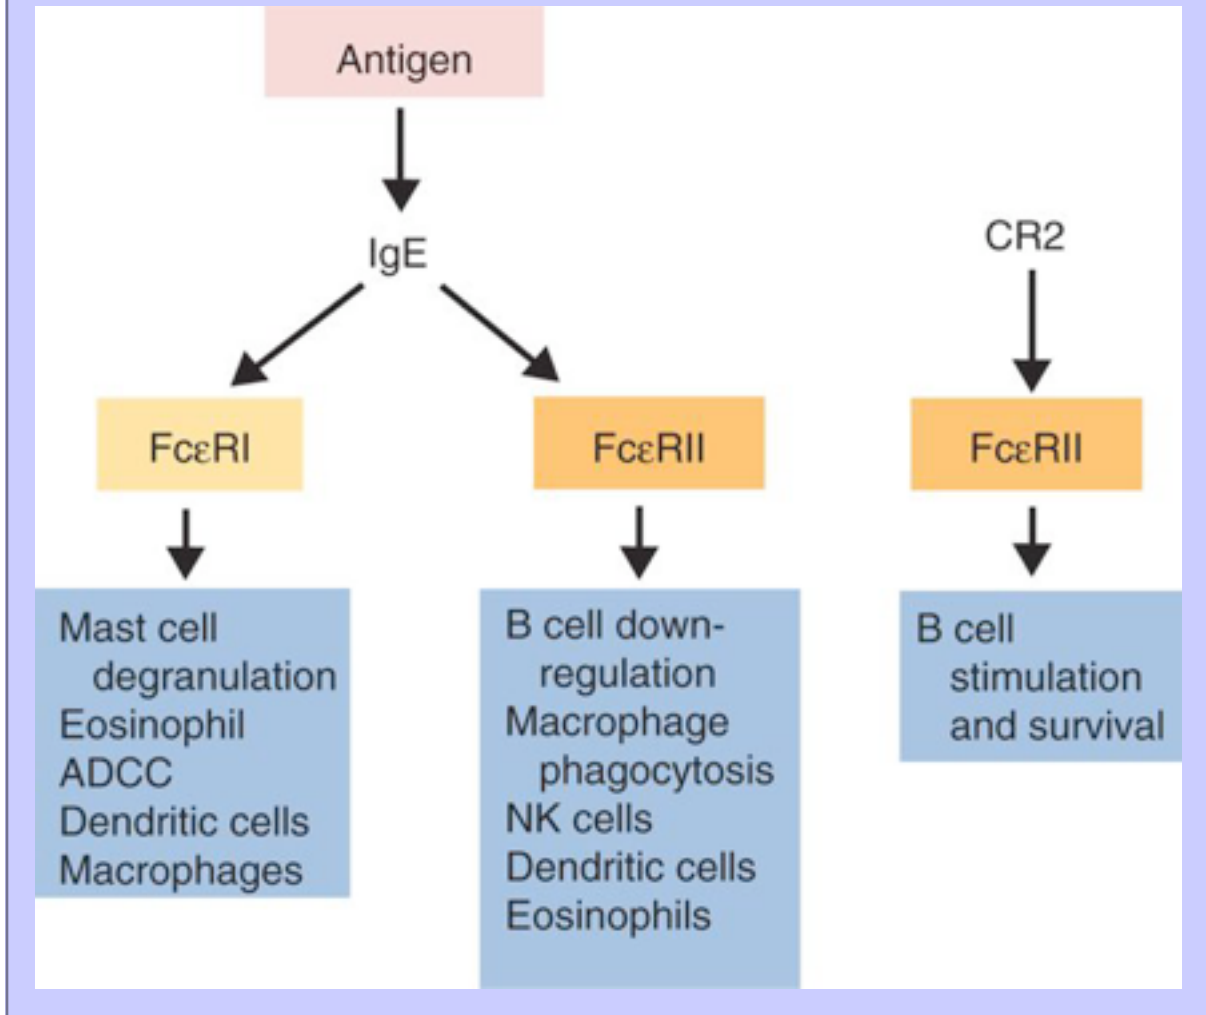 Antigen
IgE
CR2
FcεRI
FcεRII
FcεRII
Mast cell
degranulation
Eosinophil
ADCC
Dendritic cells
Macrophages
B cell down-
regulation
Macrophage
phagocytosis
NK cells
Dendritic cells
Eosinophils
B cell
stimulation
and survival